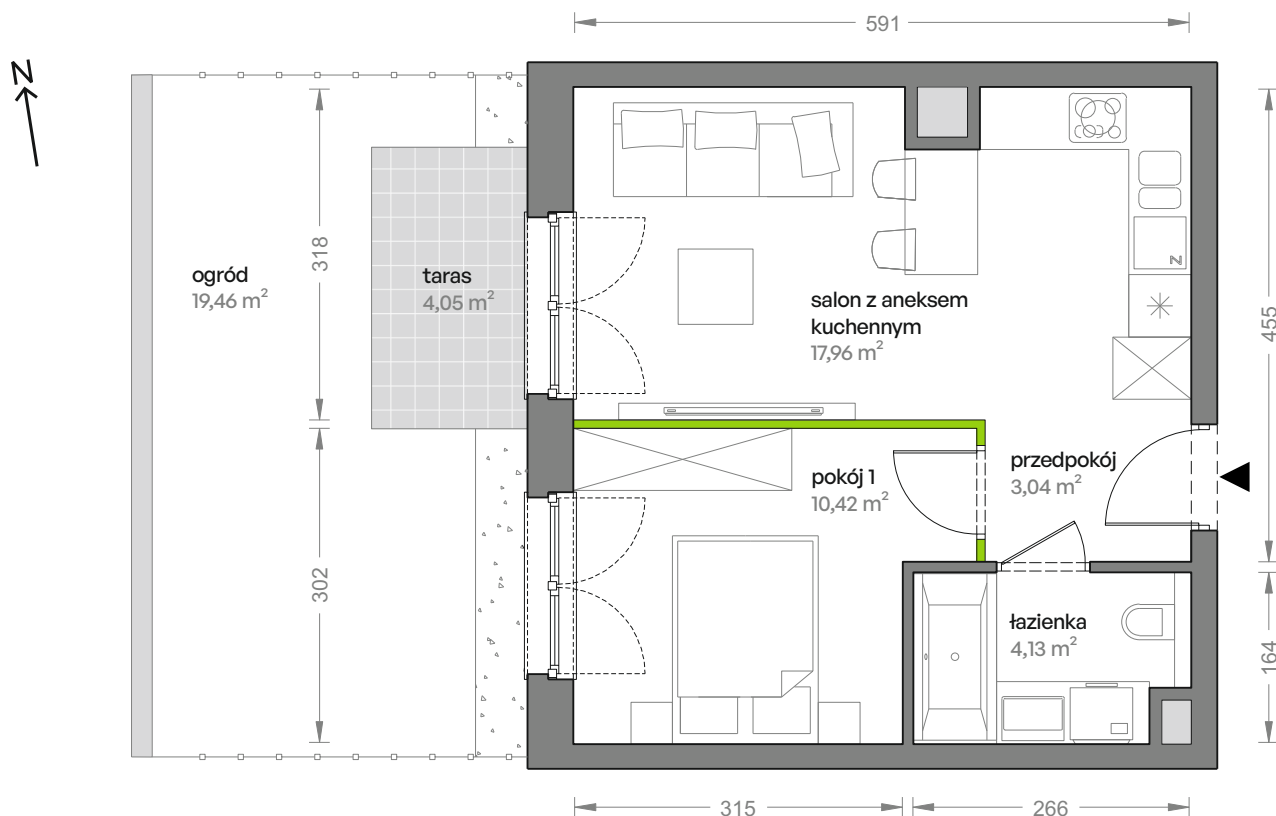 591
N
ogród
19,46 m²
318
taras
4,05 m²
salon z aneksem
kuchennym
17,96 m²
N
455
pokój 1
10,42 m²
przedpokój
3,04 m²
302
łazienka
4,13 m²
164
315
266